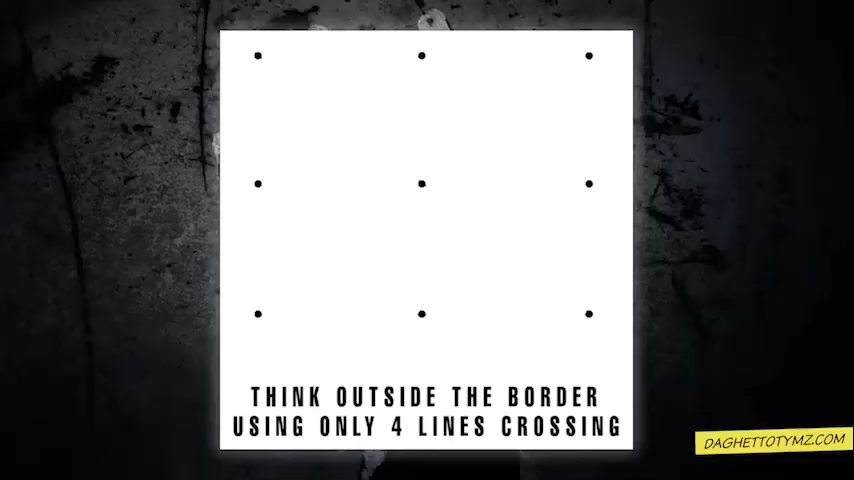 THINK OUTSIDE THE BORDER
USING ONLY 4 LINES CROSSING
DAGHETTOTYMZ.COM